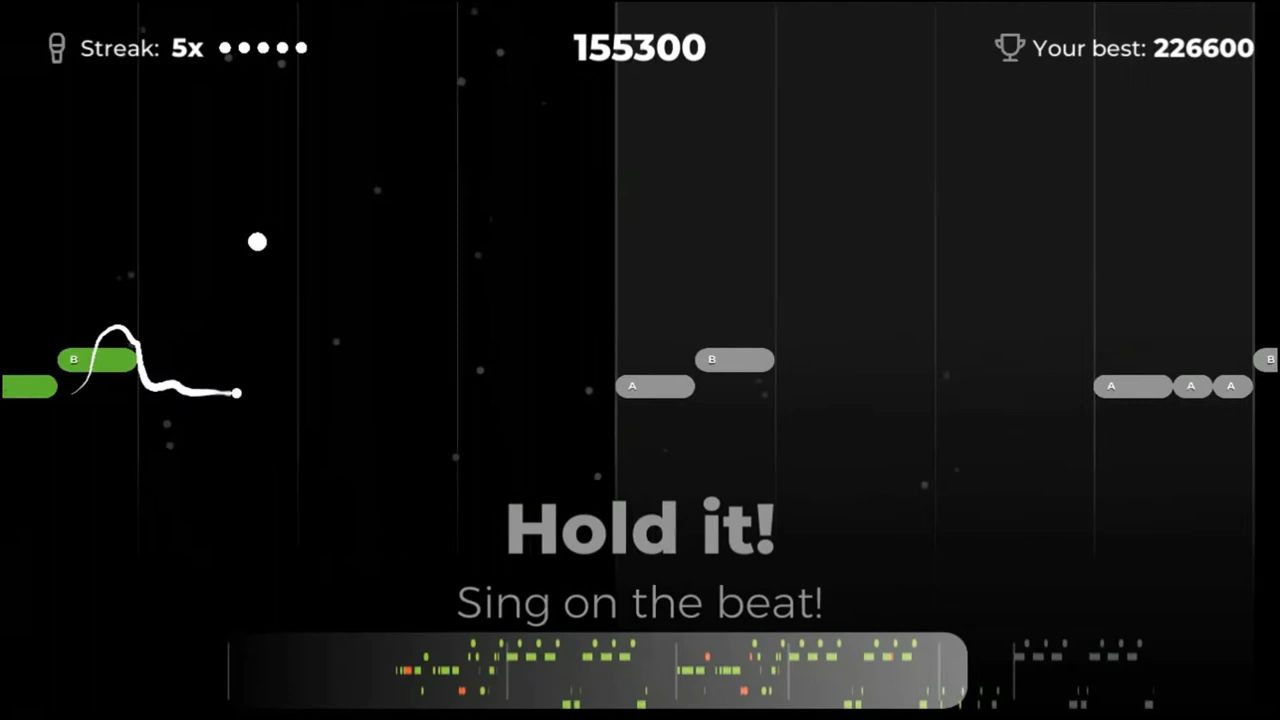 Streak: 5x
155300
Your best: 226600
B
A
B
A
A
A
B
Hold it!
Sing on the beat!